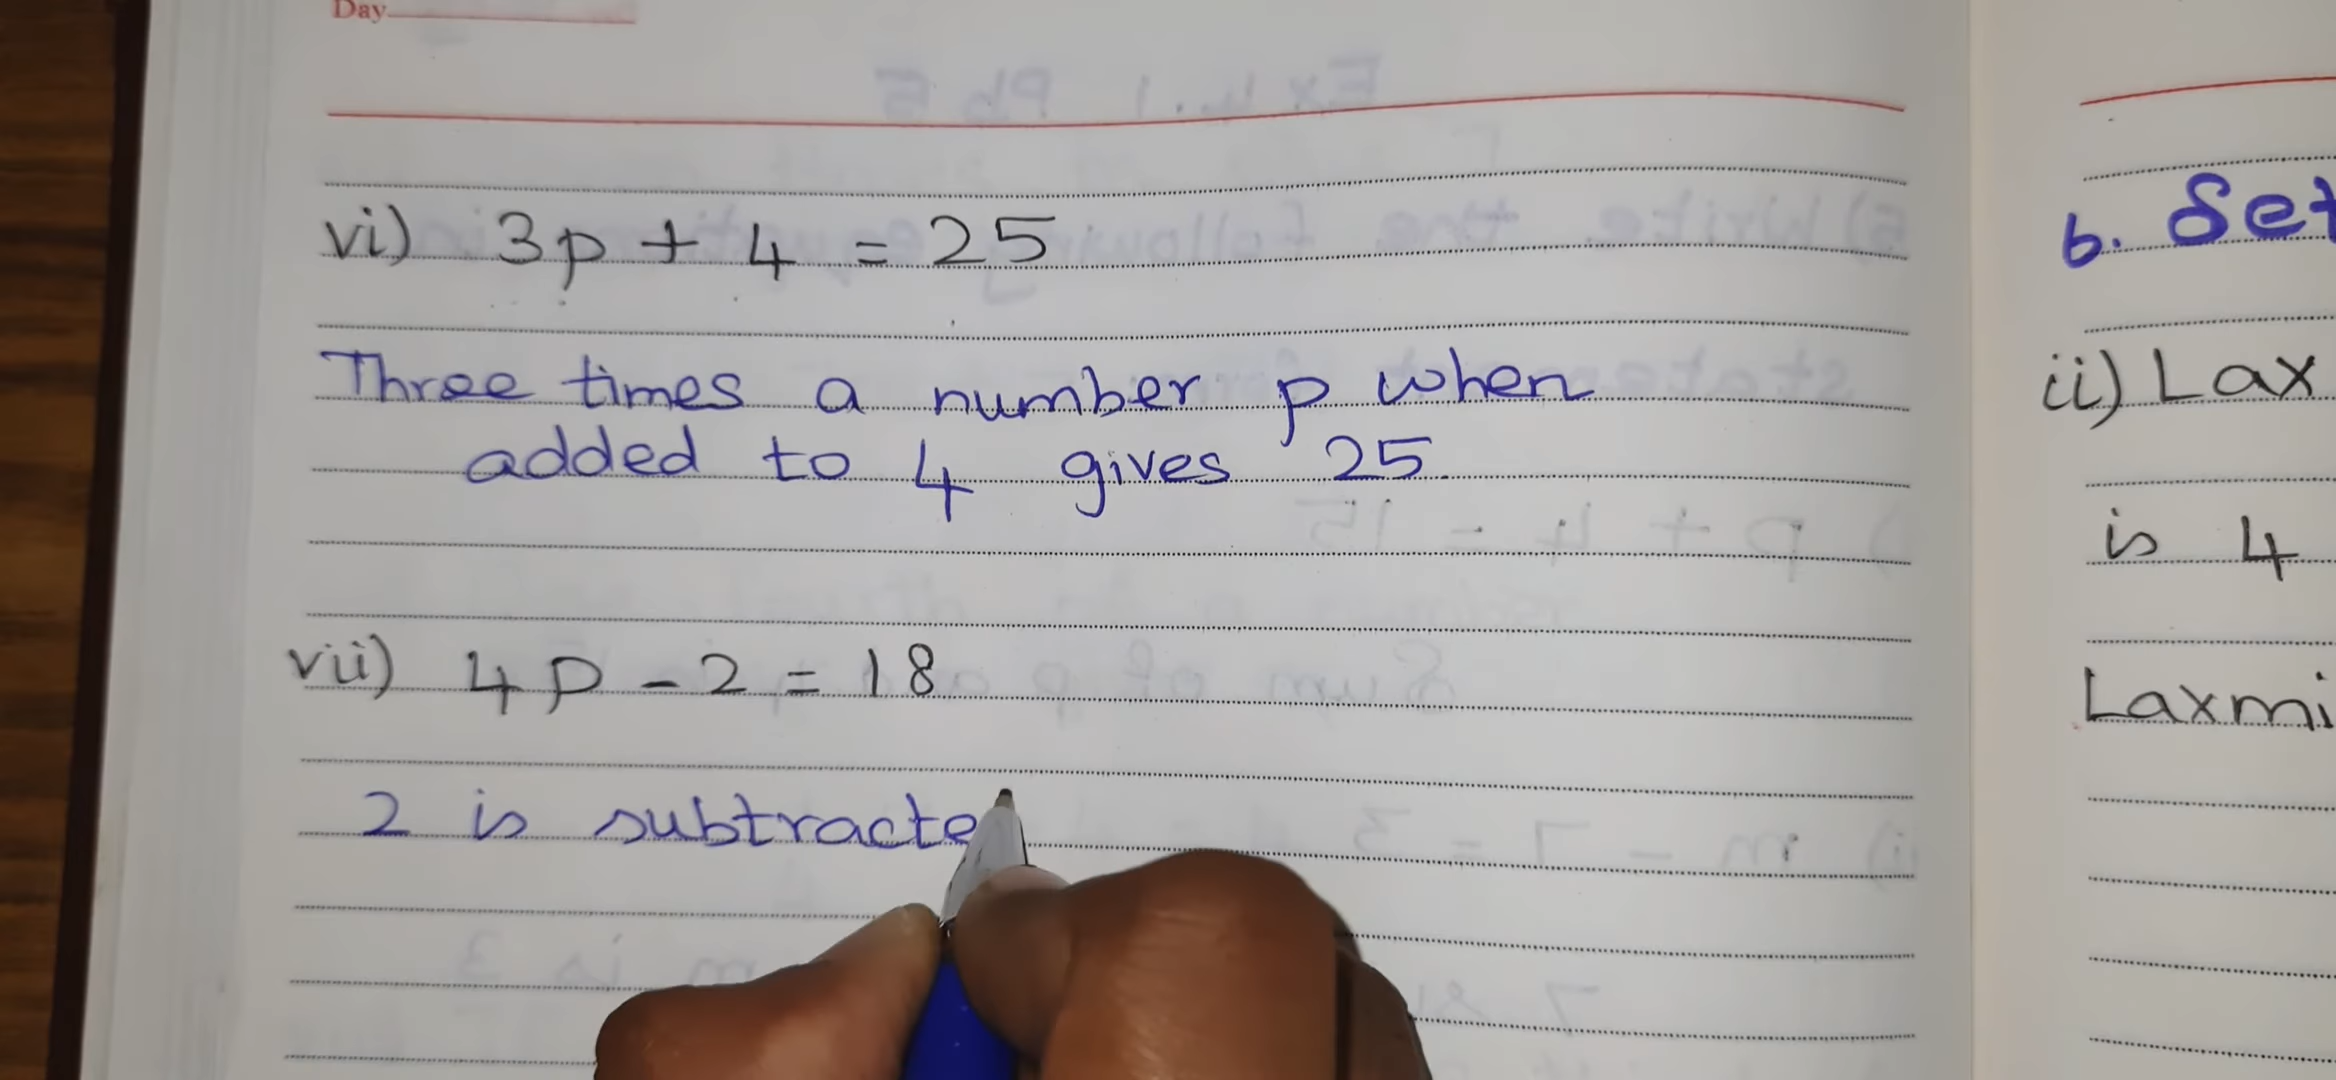 Day
vi) 3p + 4 = 25
Three times a number p when
added to 4 gives 25.
vii) 4p - 2 = 18
2 is subtracte
b. Set
ii) Lax
is 4
Laxmi